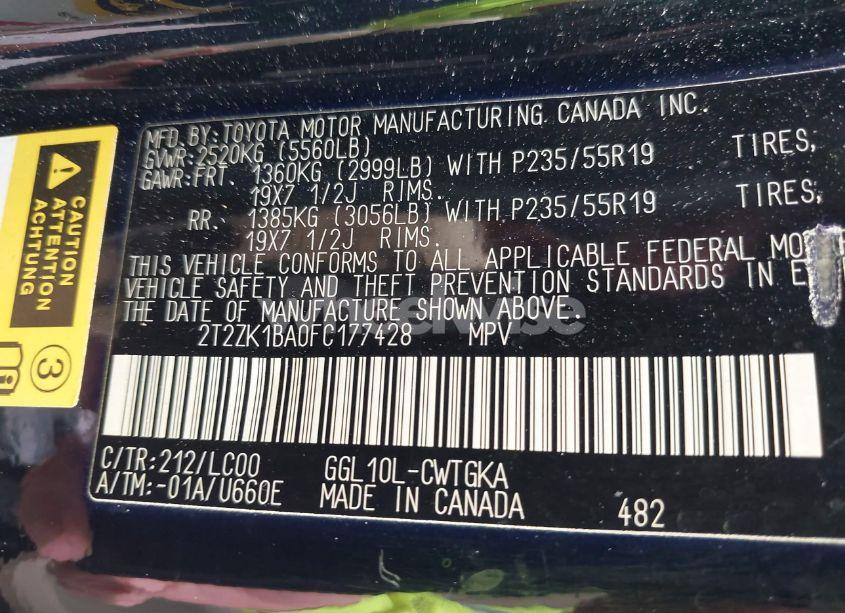 MFD. BY: TOYOTA MOTOR MANUFACTURING CANADA INC.
GVWR: 2520KG (5560LB)
GAWR: FRT. 1360KG (2999LB) WITH P235/55R19 TIRES,
19X7 1/2J RIMS.
RR. 1385KG (3056LB) WITH P235/55R19 TIRES,
19X7 1/2J RIMS.
THIS VEHICLE CONFORMS TO ALL APPLICABLE FEDERAL
VEHICLE SAFETY AND THEFT PREVENTION STANDARDS IN
THE DATE OF MANUFACTURE SHOWN ABOVE.
2T2ZK1BA0FC177428 MPV
C/TR: 212/LC00 GGL10L-CWTGKA
A/TM: -01A/U660E MADE IN CANADA 482
CAUTION
ATTENTION
ACHTUNG
3